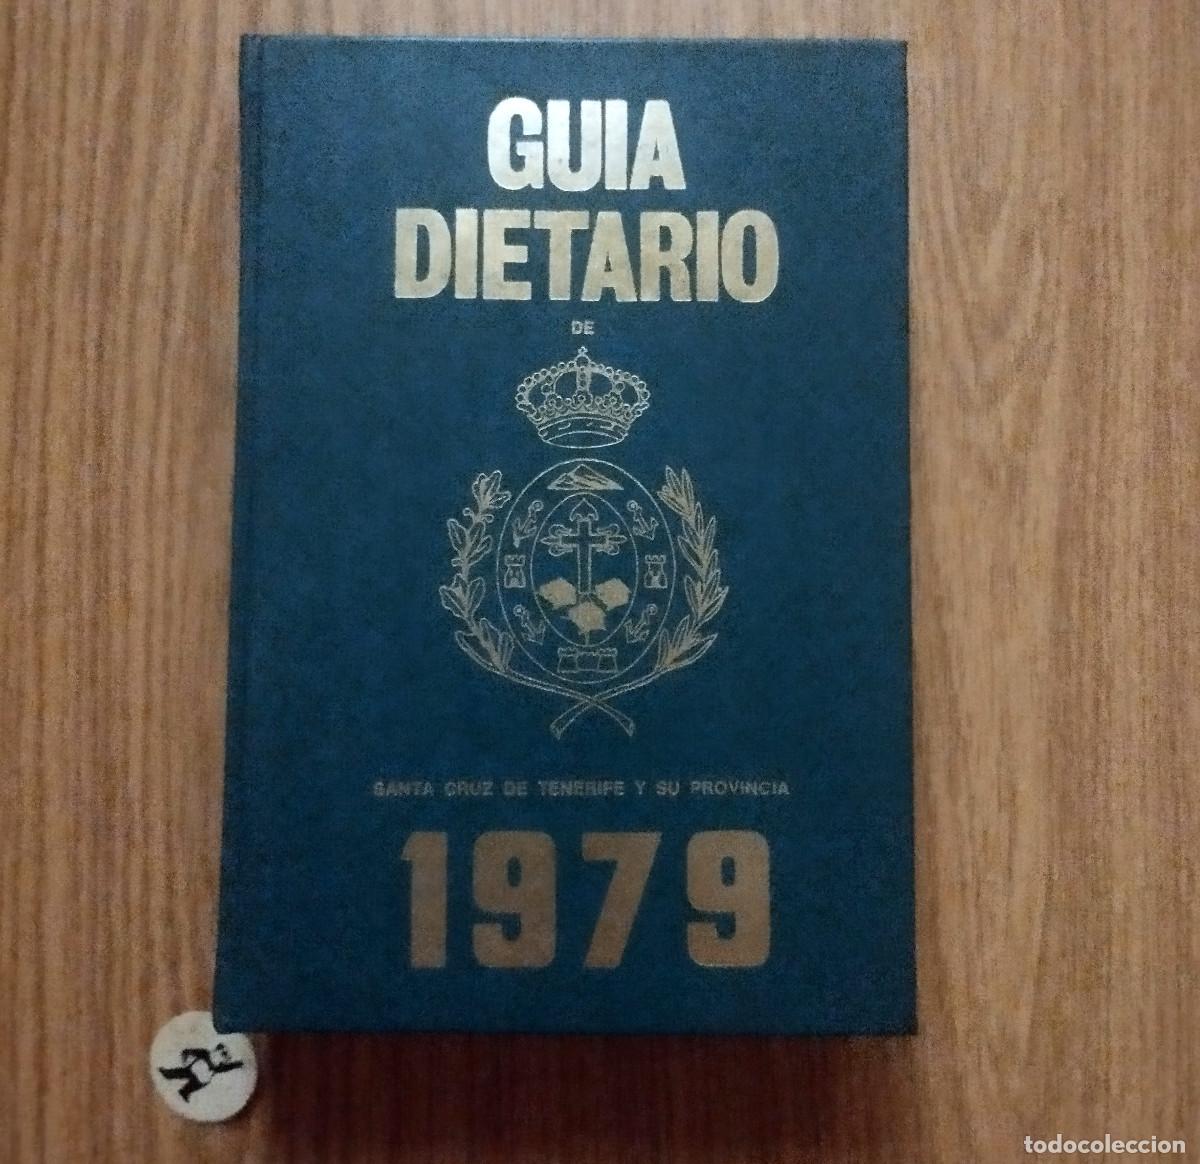 GUIA
DIETARIO
DE
SANTA CRUZ DE TENERIFE Y SU PROVINCIA
1979
todocoleccion